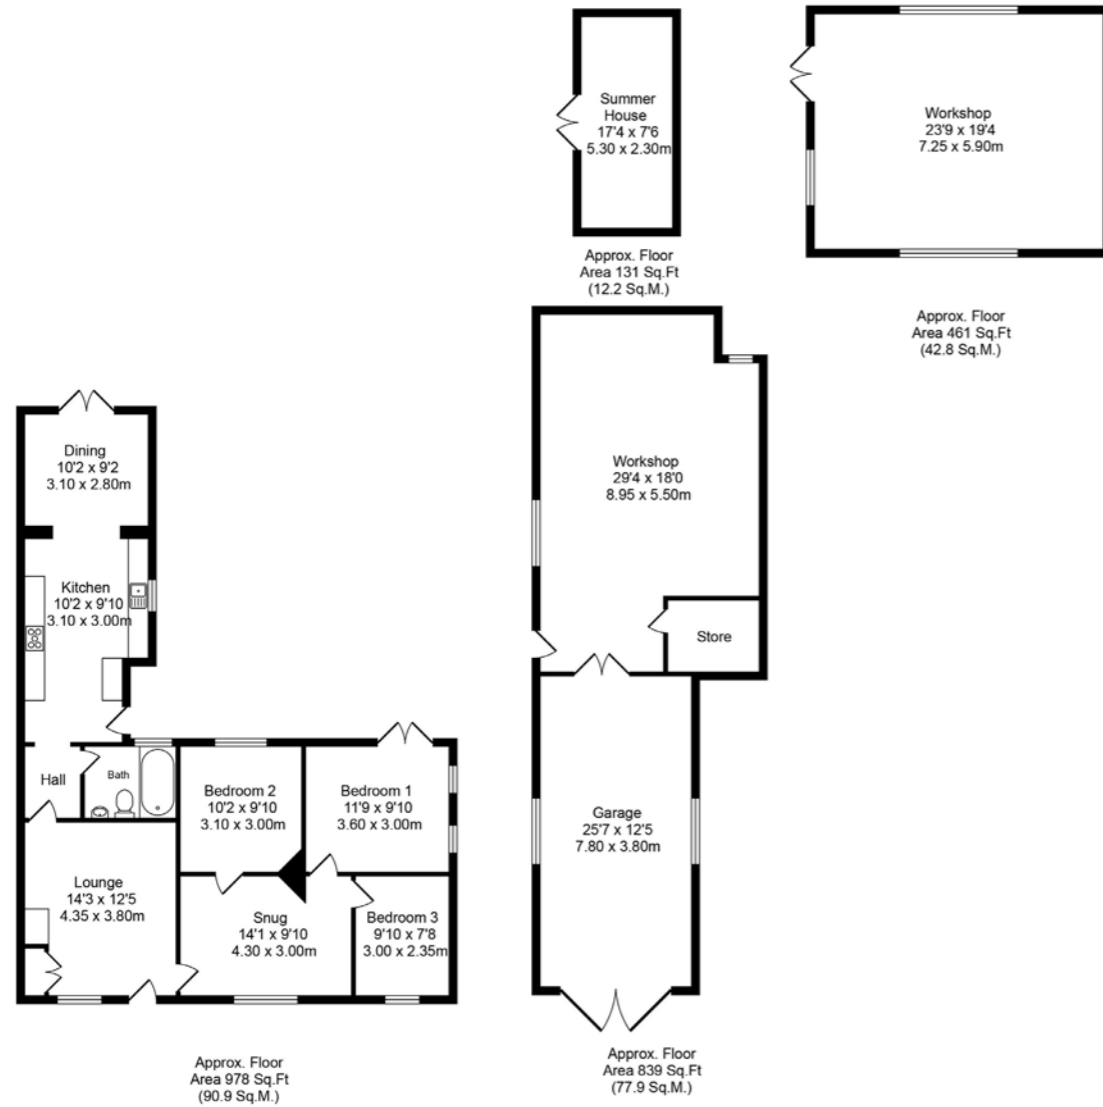 Summer
House
17'4 x 7'6
5.30 x 2.30m
Approx. Floor
Area 131 Sq.Ft
(12.2 Sq.M.)
Workshop
23'9 x 19'4
7.25 x 5.90m
Approx. Floor
Area 461 Sq.Ft
(42.8 Sq.M.)
Dining
10'2 x 9'2
3.10 x 2.80m
Kitchen
10'2 x 9'10
3.10 x 3.00m
Hall
Bath
Bedroom 2
10'2 x 9'10
3.10 x 3.00m
Bedroom 1
11'9 x 9'10
3.60 x 3.00m
Lounge
14'3 x 12'5
4.35 x 3.80m
Snug
14'1 x 9'10
4.30 x 3.00m
Bedroom 3
9'10 x 7'8
3.00 x 2.35m
Approx. Floor
Area 978 Sq.Ft
(90.9 Sq.M.)
Workshop
29'4 x 18'0
8.95 x 5.50m
Store
Garage
25'7 x 12'5
7.80 x 3.80m
Approx. Floor
Area 839 Sq.Ft
(77.9 Sq.M.)